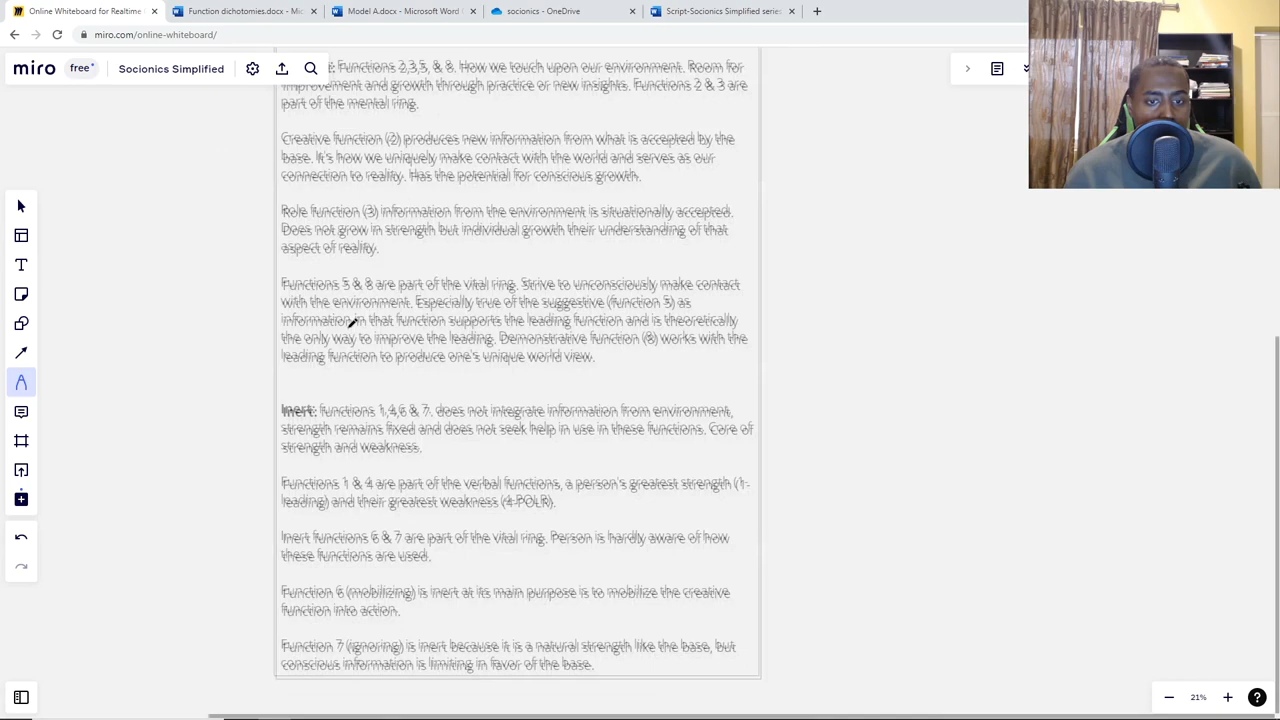 Online Whiteboard for Realtime
Function dichotomies.docx - Mic
Model A.docx - Microsoft Word
socionics - OneDrive
Script-Socionics Simplified serie
miro.com/online-whiteboard/
miro
free
Socionics Simplified
Functions 2,3,5, & 8. How we touch upon our environment. Room for
improvement and growth through practice or new insights. Functions 2 & 3 are
part of the mental ring.
Creative function (2) produces new information from what is accepted by the
base. It's how we uniquely make contact with the world and serves as our
connection to reality. Has the potential for conscious growth.
Role function (3) information from the environment is situationally accepted.
Does not grow in strength but individual growth their understanding of that
aspect of reality.
Functions 5 & 8 are part of the vital ring. Strive to unconsciously make contact
with the environment. Especially true of the suggestive (function 5) as
information in that function supports the leading function and is theoretically
the only way to improve the leading. Demonstrative function (8) works with the
leading function to produce one's unique world view.
Inert: functions 1,4,6 & 7. does not integrate information from environment,
strength remains fixed and does not seek help in use in these functions. Core of
strength and weakness.
Functions 1 & 4 are part of the verbal functions, a person's greatest strength (1-
leading) and their greatest weakness (4-POLR).
Inert functions 6 & 7 are part of the vital ring. Person is hardly aware of how
these functions are used.
Function 6 (mobilizing) is inert at its main purpose is to mobilize the creative
function into action.
Function 7 (ignoring) is inert because it is a natural strength like the base, but
conscious information is limiting in favor of the base.
21%